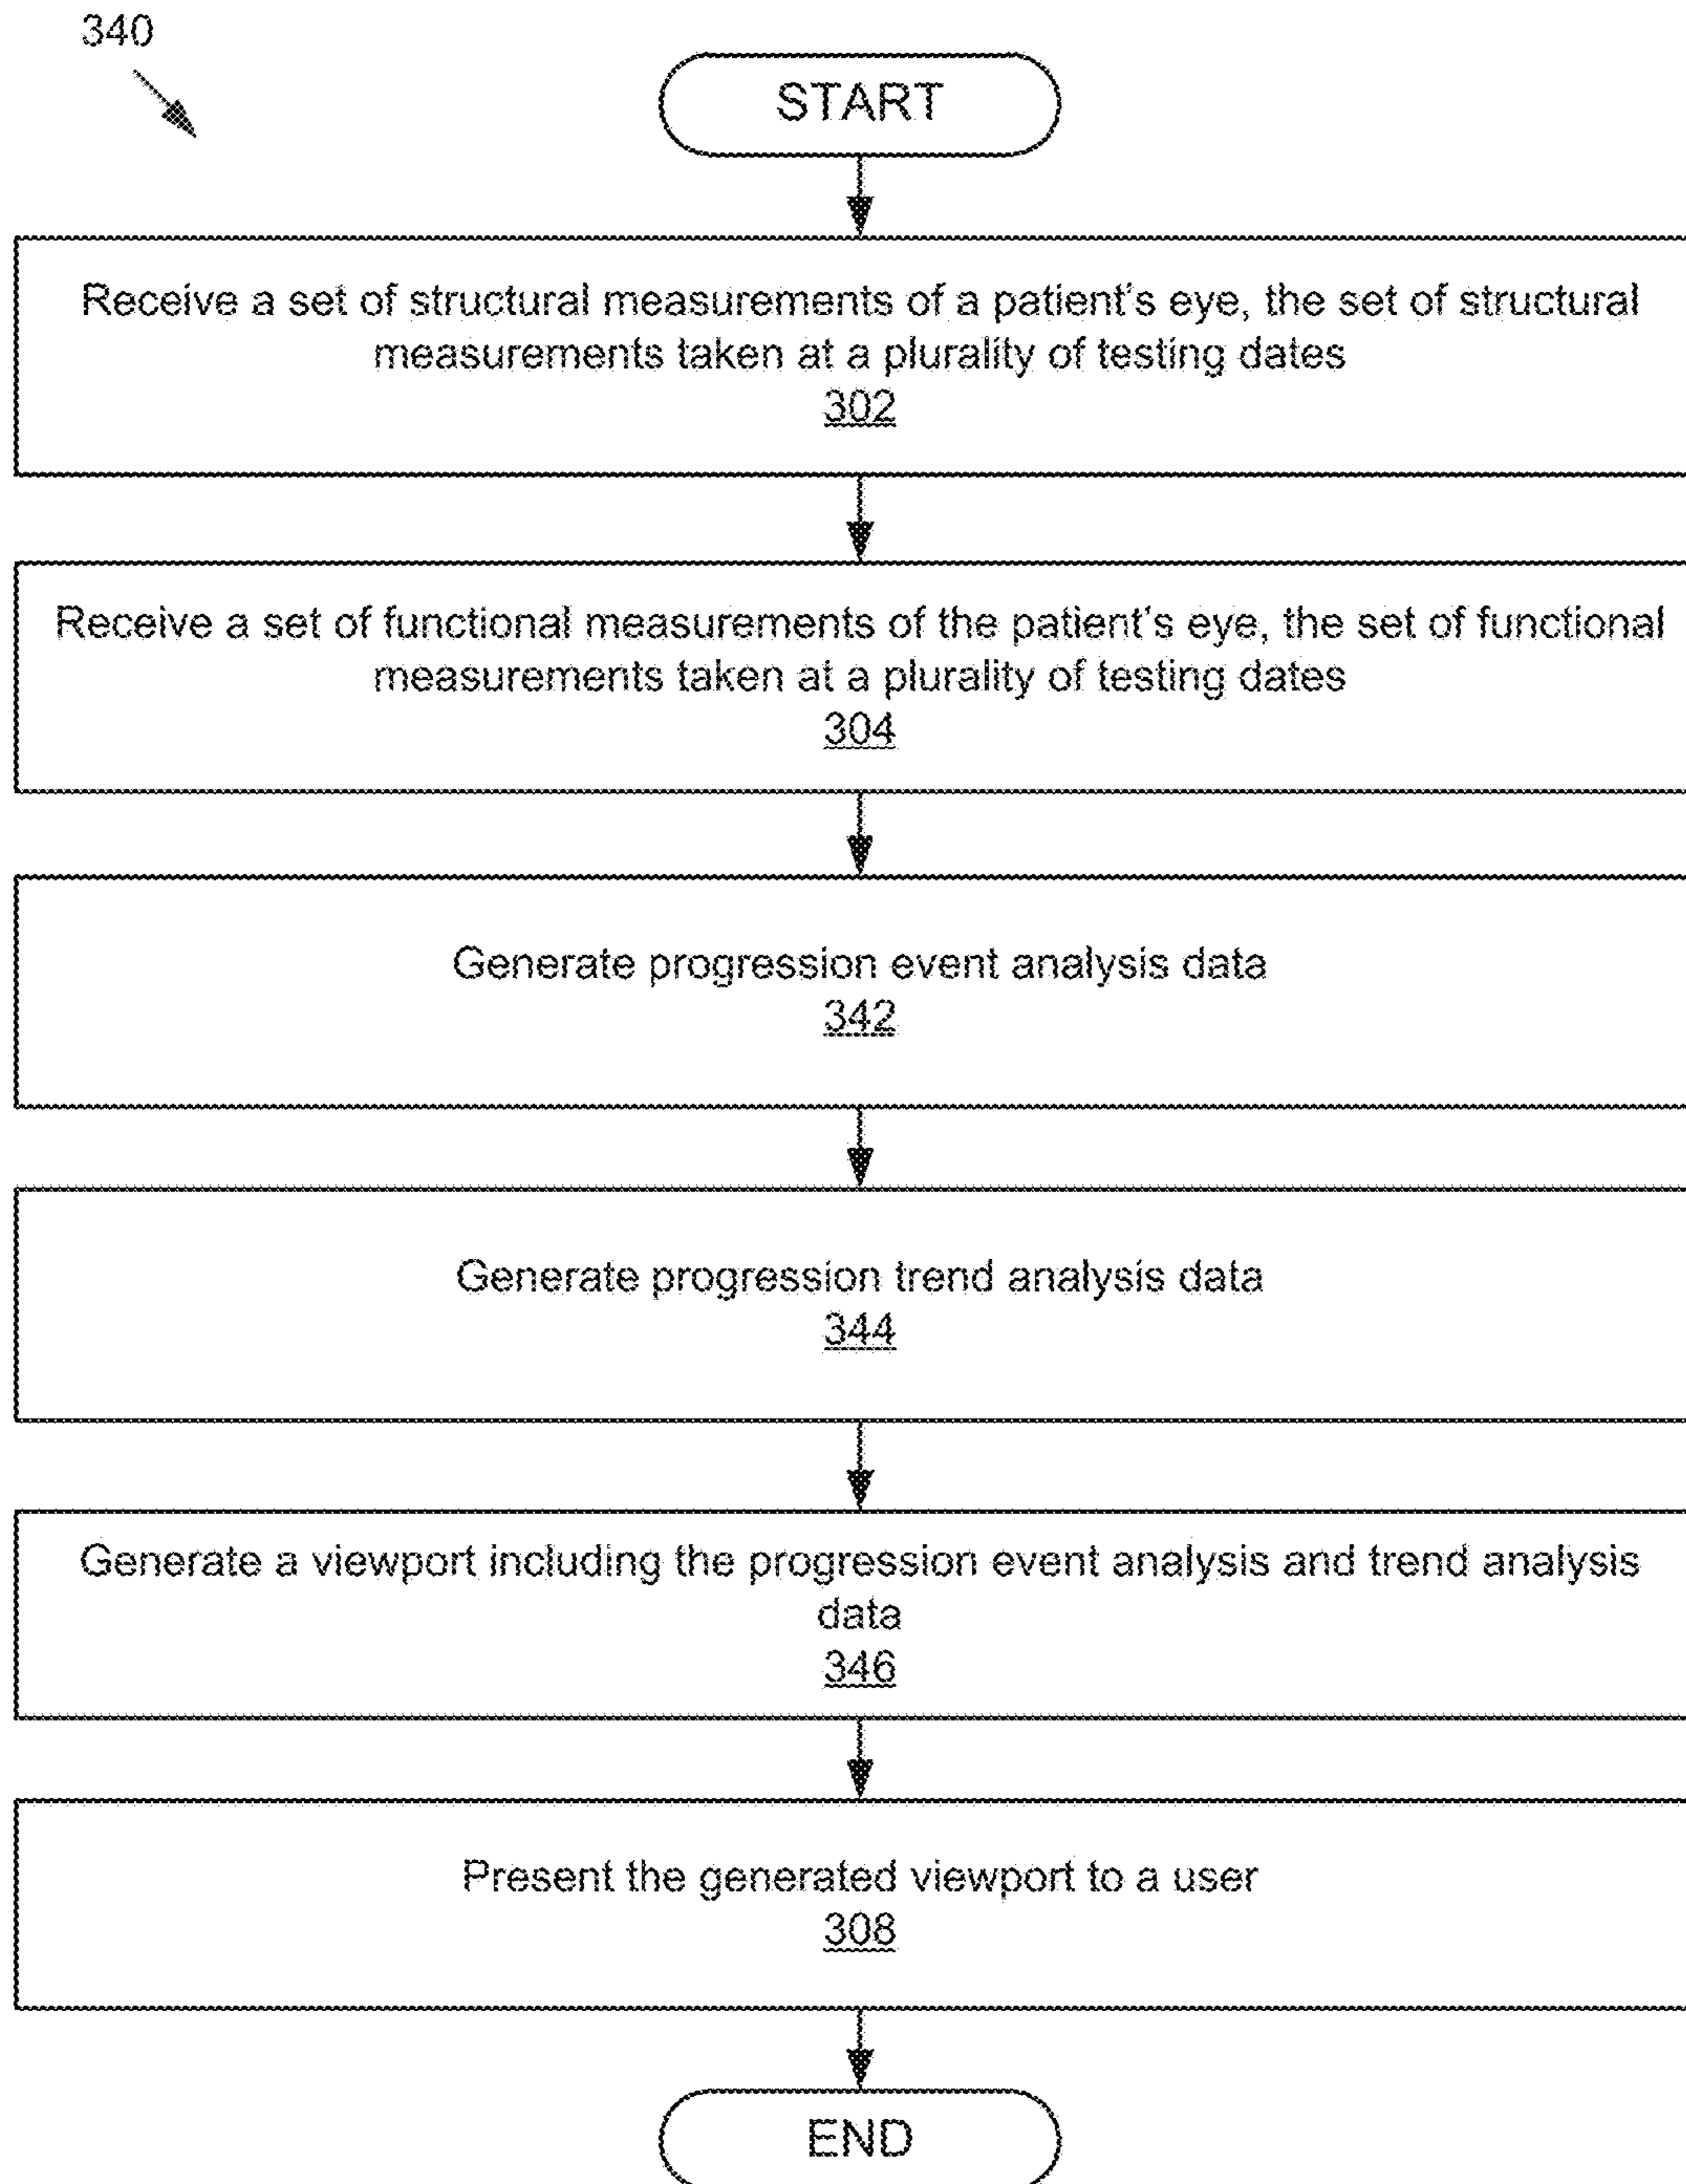 340
START
Receive a set of structural measurements of a patient's eye, the set of structural
measurements taken at a plurality of testing dates
302
Receive a set of functional measurements of the patient's eye, the set of functional
measurements taken at a plurality of testing dates
304
Generate progression event analysis data
342
Generate progression trend analysis data
344
Generate a viewport including the progression event analysis and trend analysis
data
346
Present the generated viewport to a user
308
END